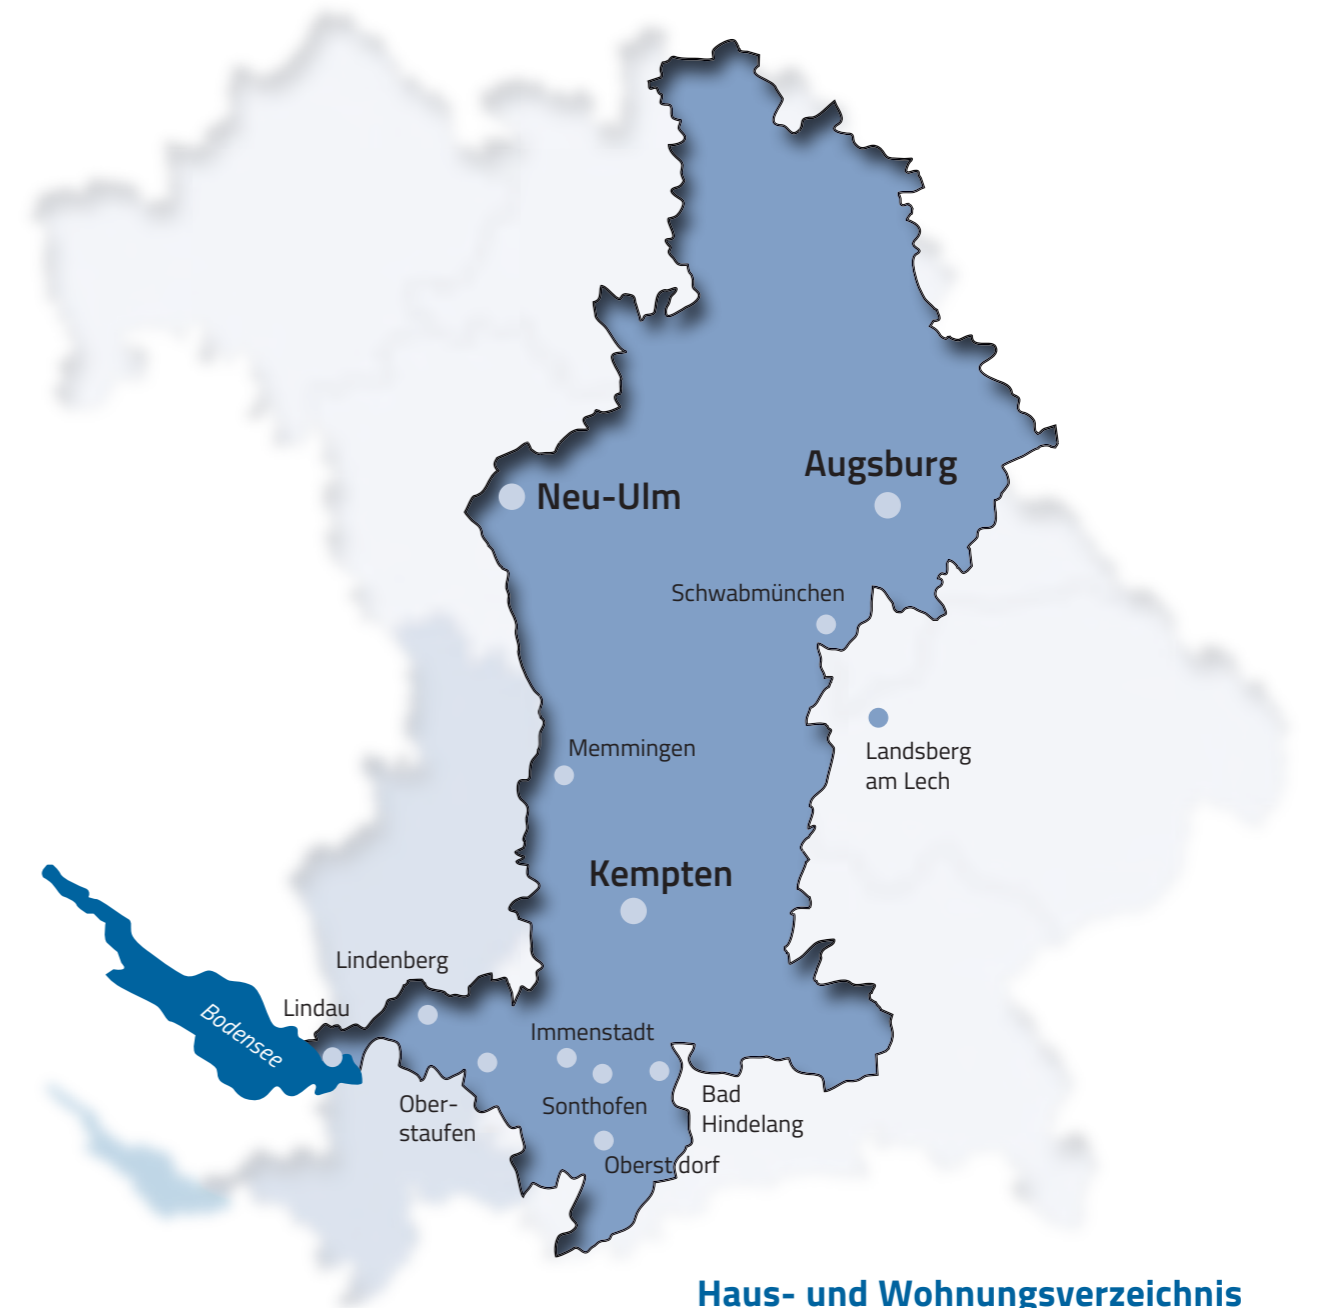 Augsburg
Neu-Ulm
Schwabmünchen
Memmingen
Landsberg
am Lech
Kempten
Lindenberg
Lindau
Bodensee
Immenstadt
Ober-
staufen
Sonthofen
Bad
Hindelang
Oberstdorf
Haus- und Wohnungsverzeichnis